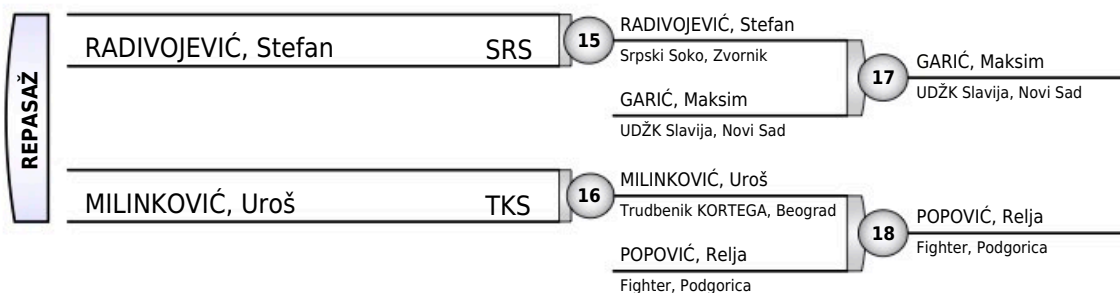 REPASAŽ
RADIVOJEVIĆ, Stefan SRS
15
RADIVOJEVIĆ, Stefan
Srpski Soko, Zvornik
GARIĆ, Maksim
UDŽK Slavija, Novi Sad
17
GARIĆ, Maksim
UDŽK Slavija, Novi Sad
MILINKOVIĆ, Uroš TKS
16
MILINKOVIĆ, Uroš
Trudbenik KORTEGA, Beograd
POPOVIĆ, Relja
Fighter, Podgorica
18
POPOVIĆ, Relja
Fighter, Podgorica